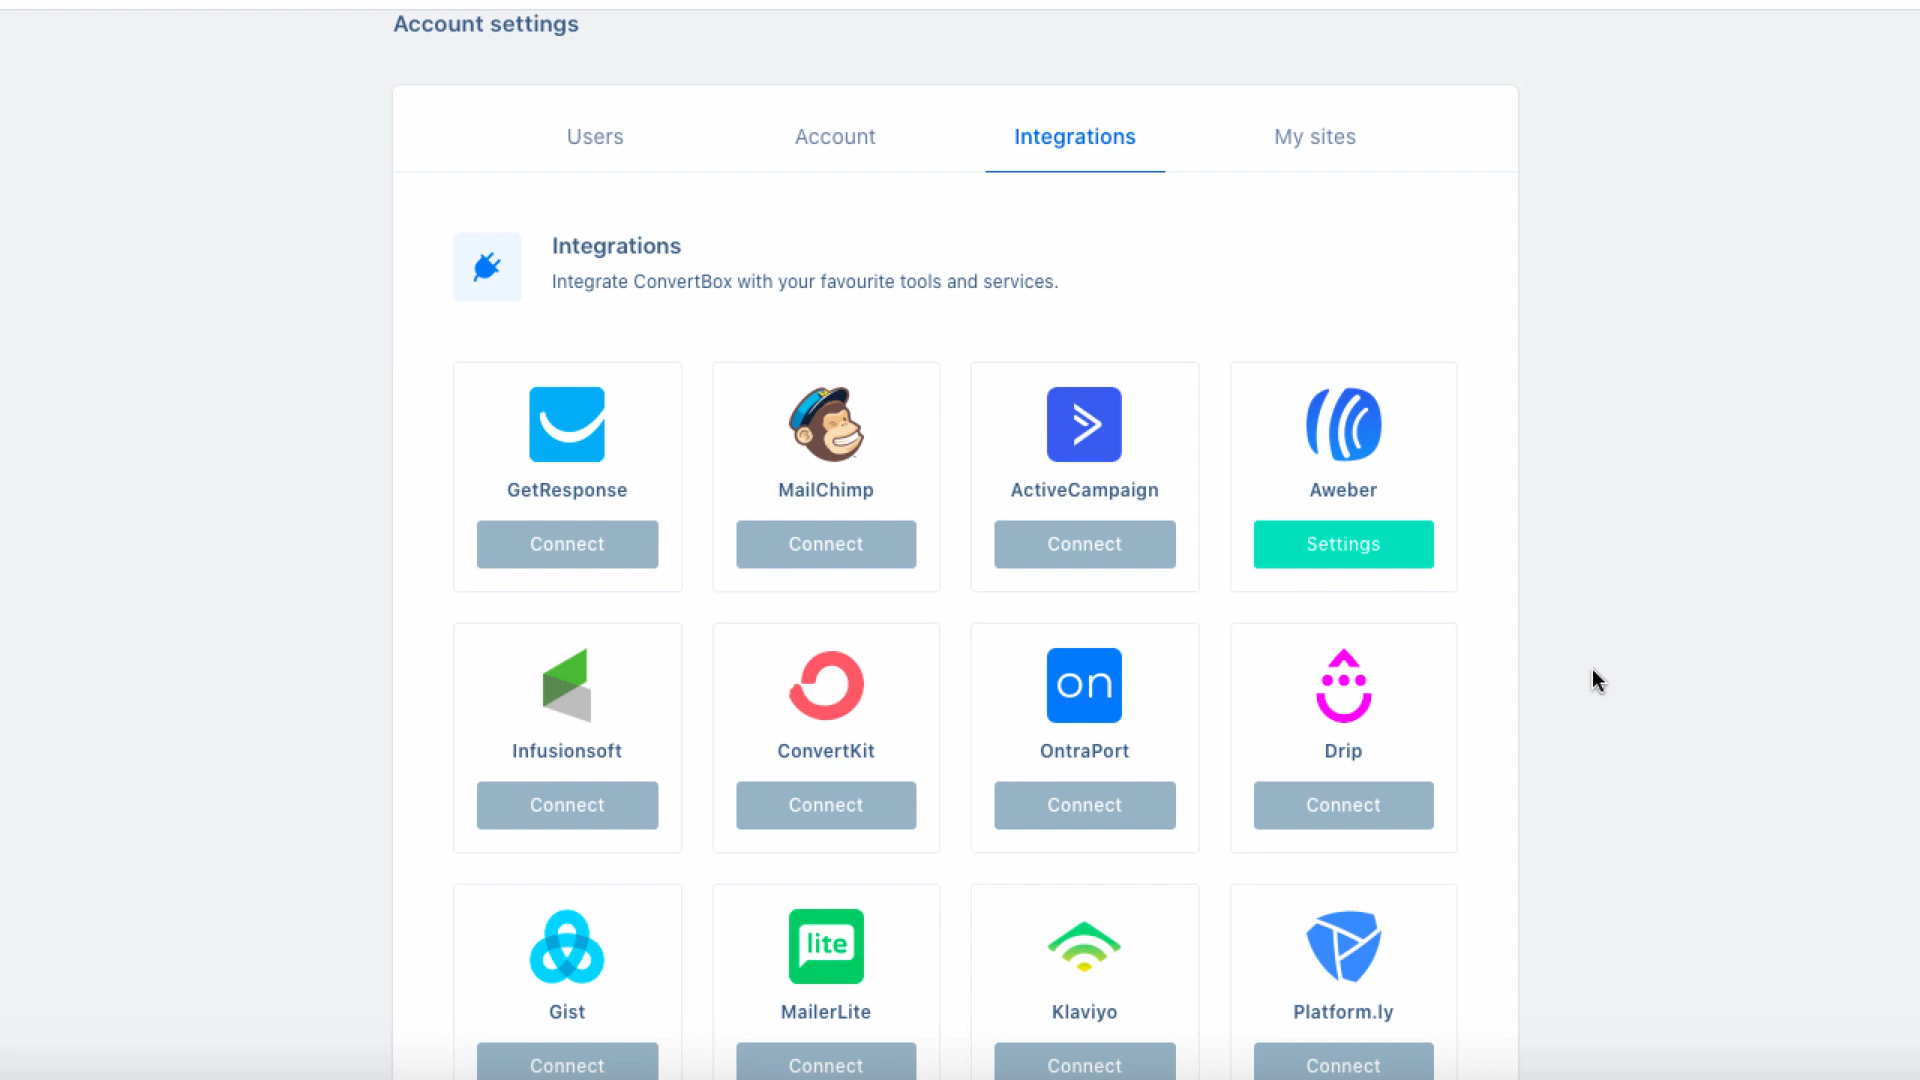 Account settings
Users Account Integrations My sites
Integrations
Integrate ConvertBox with your favourite tools and services.
GetResponse MailChimp ActiveCampaign Aweber
Connect Connect Connect Settings
on
Infusionsoft ConvertKit OntraPort Drip
Connect Connect Connect Connect
lite
Gist MailerLite Klaviyo Platform.ly
Connect Connect Connect Connect